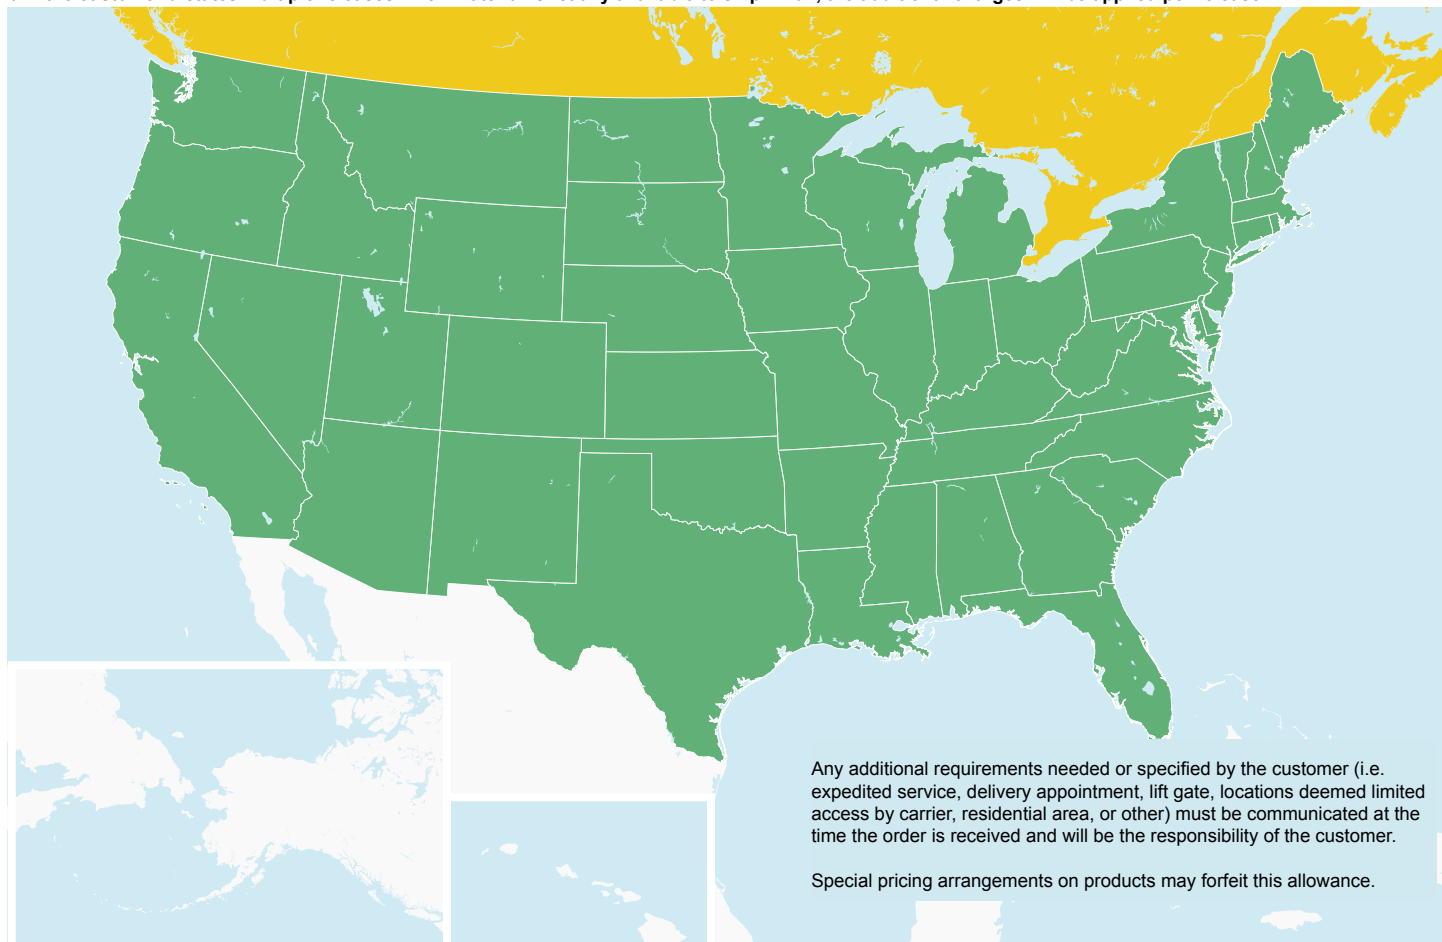 Any additional requirements needed or specified by the customer (i.e.
expedited service, delivery appointment, lift gate, locations deemed limited
access by carrier, residential area, or other) must be communicated at the
time the order is received and will be the responsibility of the customer.
Special pricing arrangements on products may forfeit this allowance.